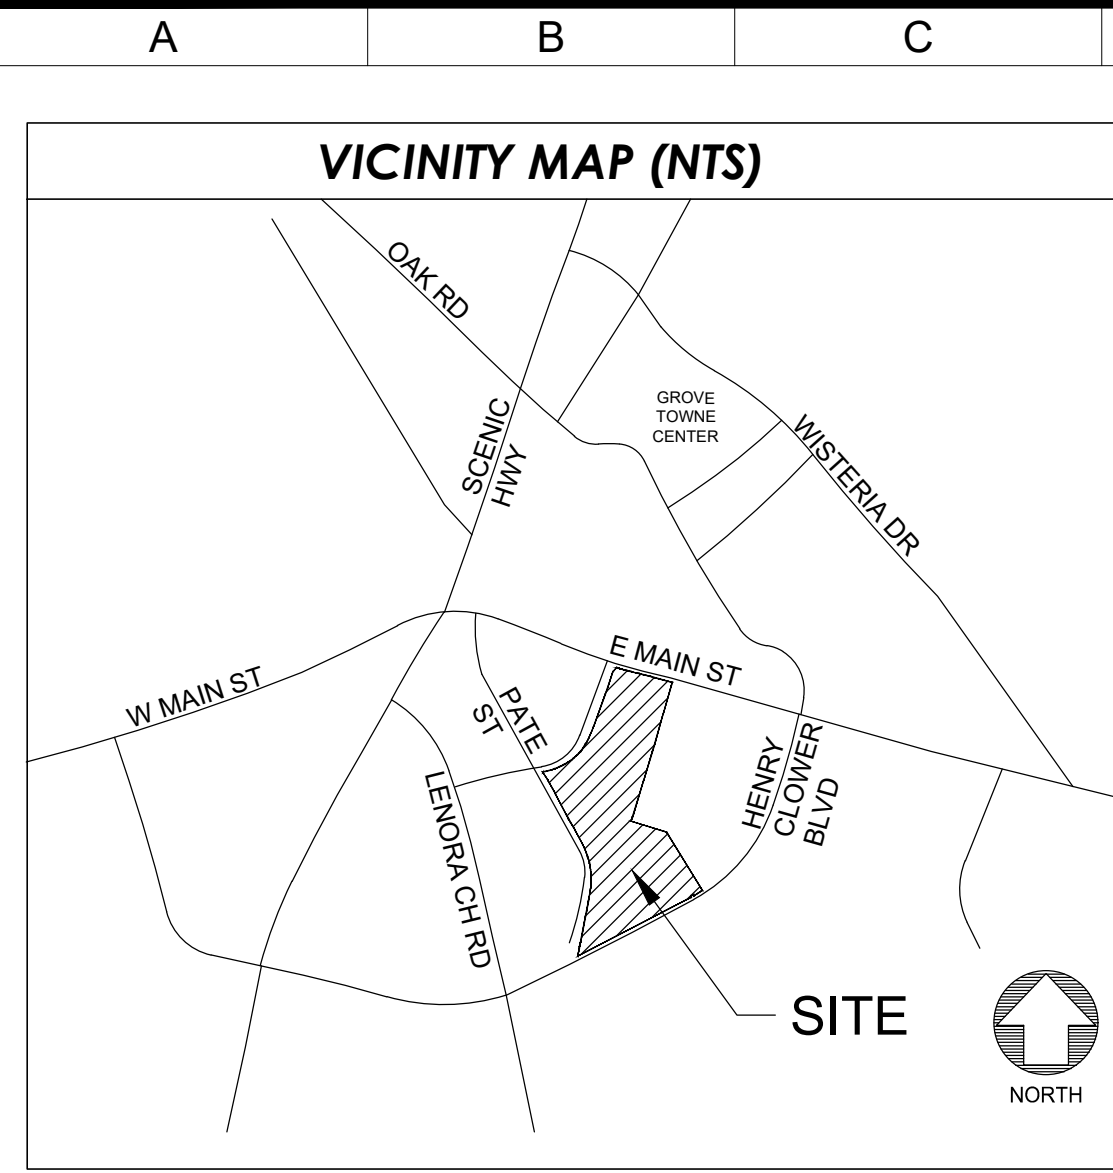 A
B
C
VICINITY MAP (NTS)
OAK RD
SCENIC
HWY
GROVE
TOWNE
CENTER
WISTERIA DR
E MAIN ST
W MAIN ST
PATE
ST
HENRY
CLOWER
BLVD
LENORA CH RD
SITE
NORTH